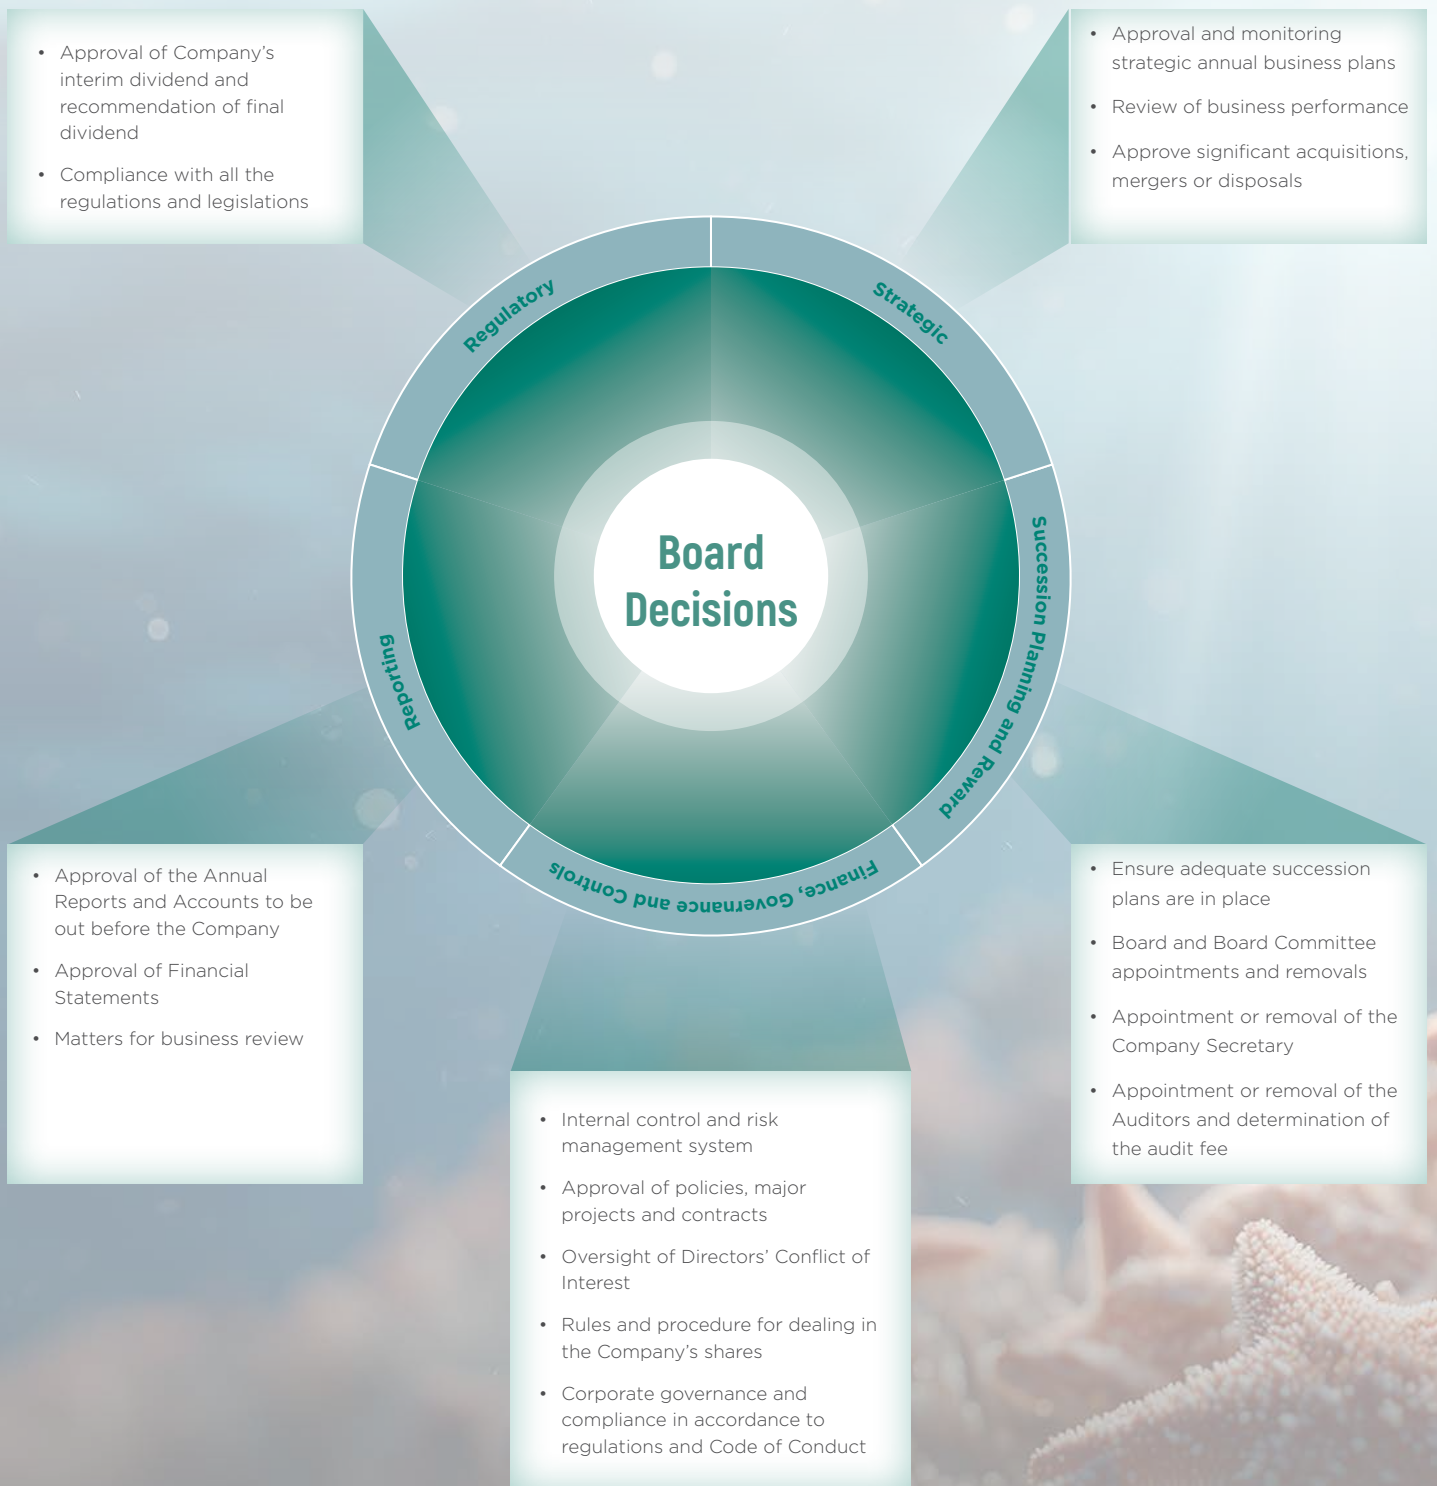 • Approval of Company’s
interim dividend and
recommendation of final
dividend
• Compliance with all the
regulations and legislations
• Approval and monitoring
strategic annual business plans
• Review of business performance
• Approve significant acquisitions,
mergers or disposals
Regulatory
Strategic
Board
Decisions
Succession Planning and Reward
Reporting
Finance, Governance and Controls
• Approval of the Annual
Reports and Accounts to be
out before the Company
• Approval of Financial
Statements
• Matters for business review
• Ensure adequate succession
plans are in place
• Board and Board Committee
appointments and removals
• Appointment or removal of the
Company Secretary
• Appointment or removal of the
Auditors and determination of
the audit fee
• Internal control and risk
management system
• Approval of policies, major
projects and contracts
• Oversight of Directors’ Conflict of
Interest
• Rules and procedure for dealing in
the Company’s shares
• Corporate governance and
compliance in accordance to
regulations and Code of Conduct